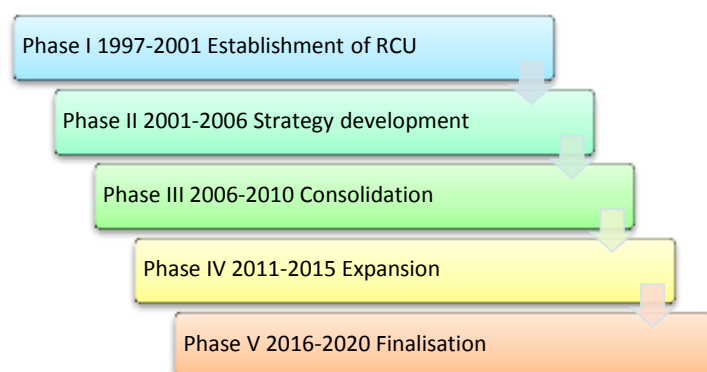 Phase I 1997-2001 Establishment of RCU
Phase II 2001-2006 Strategy development
Phase III 2006-2010 Consolidation
Phase IV 2011-2015 Expansion
Phase V 2016-2020 Finalisation